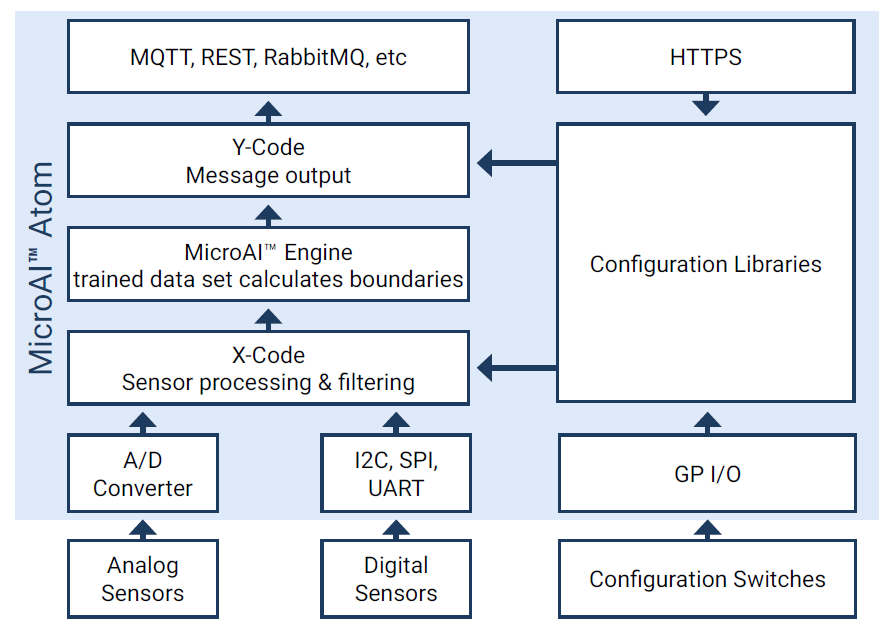 MicroAI™ Atom
MQTT, REST, RabbitMQ, etc
HTTPS
Y-Code
Message output
MicroAI™ Engine
trained data set calculates boundaries
Configuration Libraries
X-Code
Sensor processing & filtering
A/D
Converter
I2C, SPI,
UART
GP I/O
Analog
Sensors
Digital
Sensors
Configuration Switches